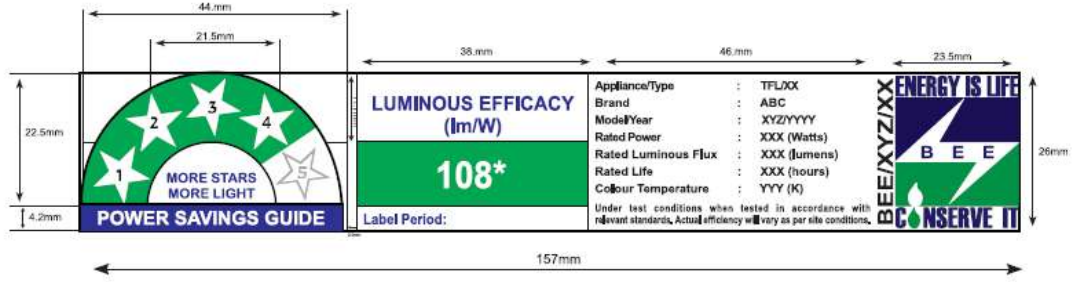 44.mm
21.5mm
38.mm
46.mm
23.5mm
22.5mm
4.2mm
26mm
157mm
1
2
3
4
5
MORE STARS
MORE LIGHT
POWER SAVINGS GUIDE
LUMINOUS EFFICACY
(lm/W)
108*
Label Period:
Appliance/Type : TFL/XX
Brand : ABC
Model/Year : XYZ/YYYY
Rated Power : XXX (Watts)
Rated Luminous Flux : XXX (lumens)
Rated Life : XXX (hours)
Colour Temperature : YYY (K)
Under test conditions when tested in accordance with
relevant standards. Actual efficiency will vary as per site conditions.
BEE/XYZ/XX
ENERGY IS LIFE
BEE
CONSERVE IT